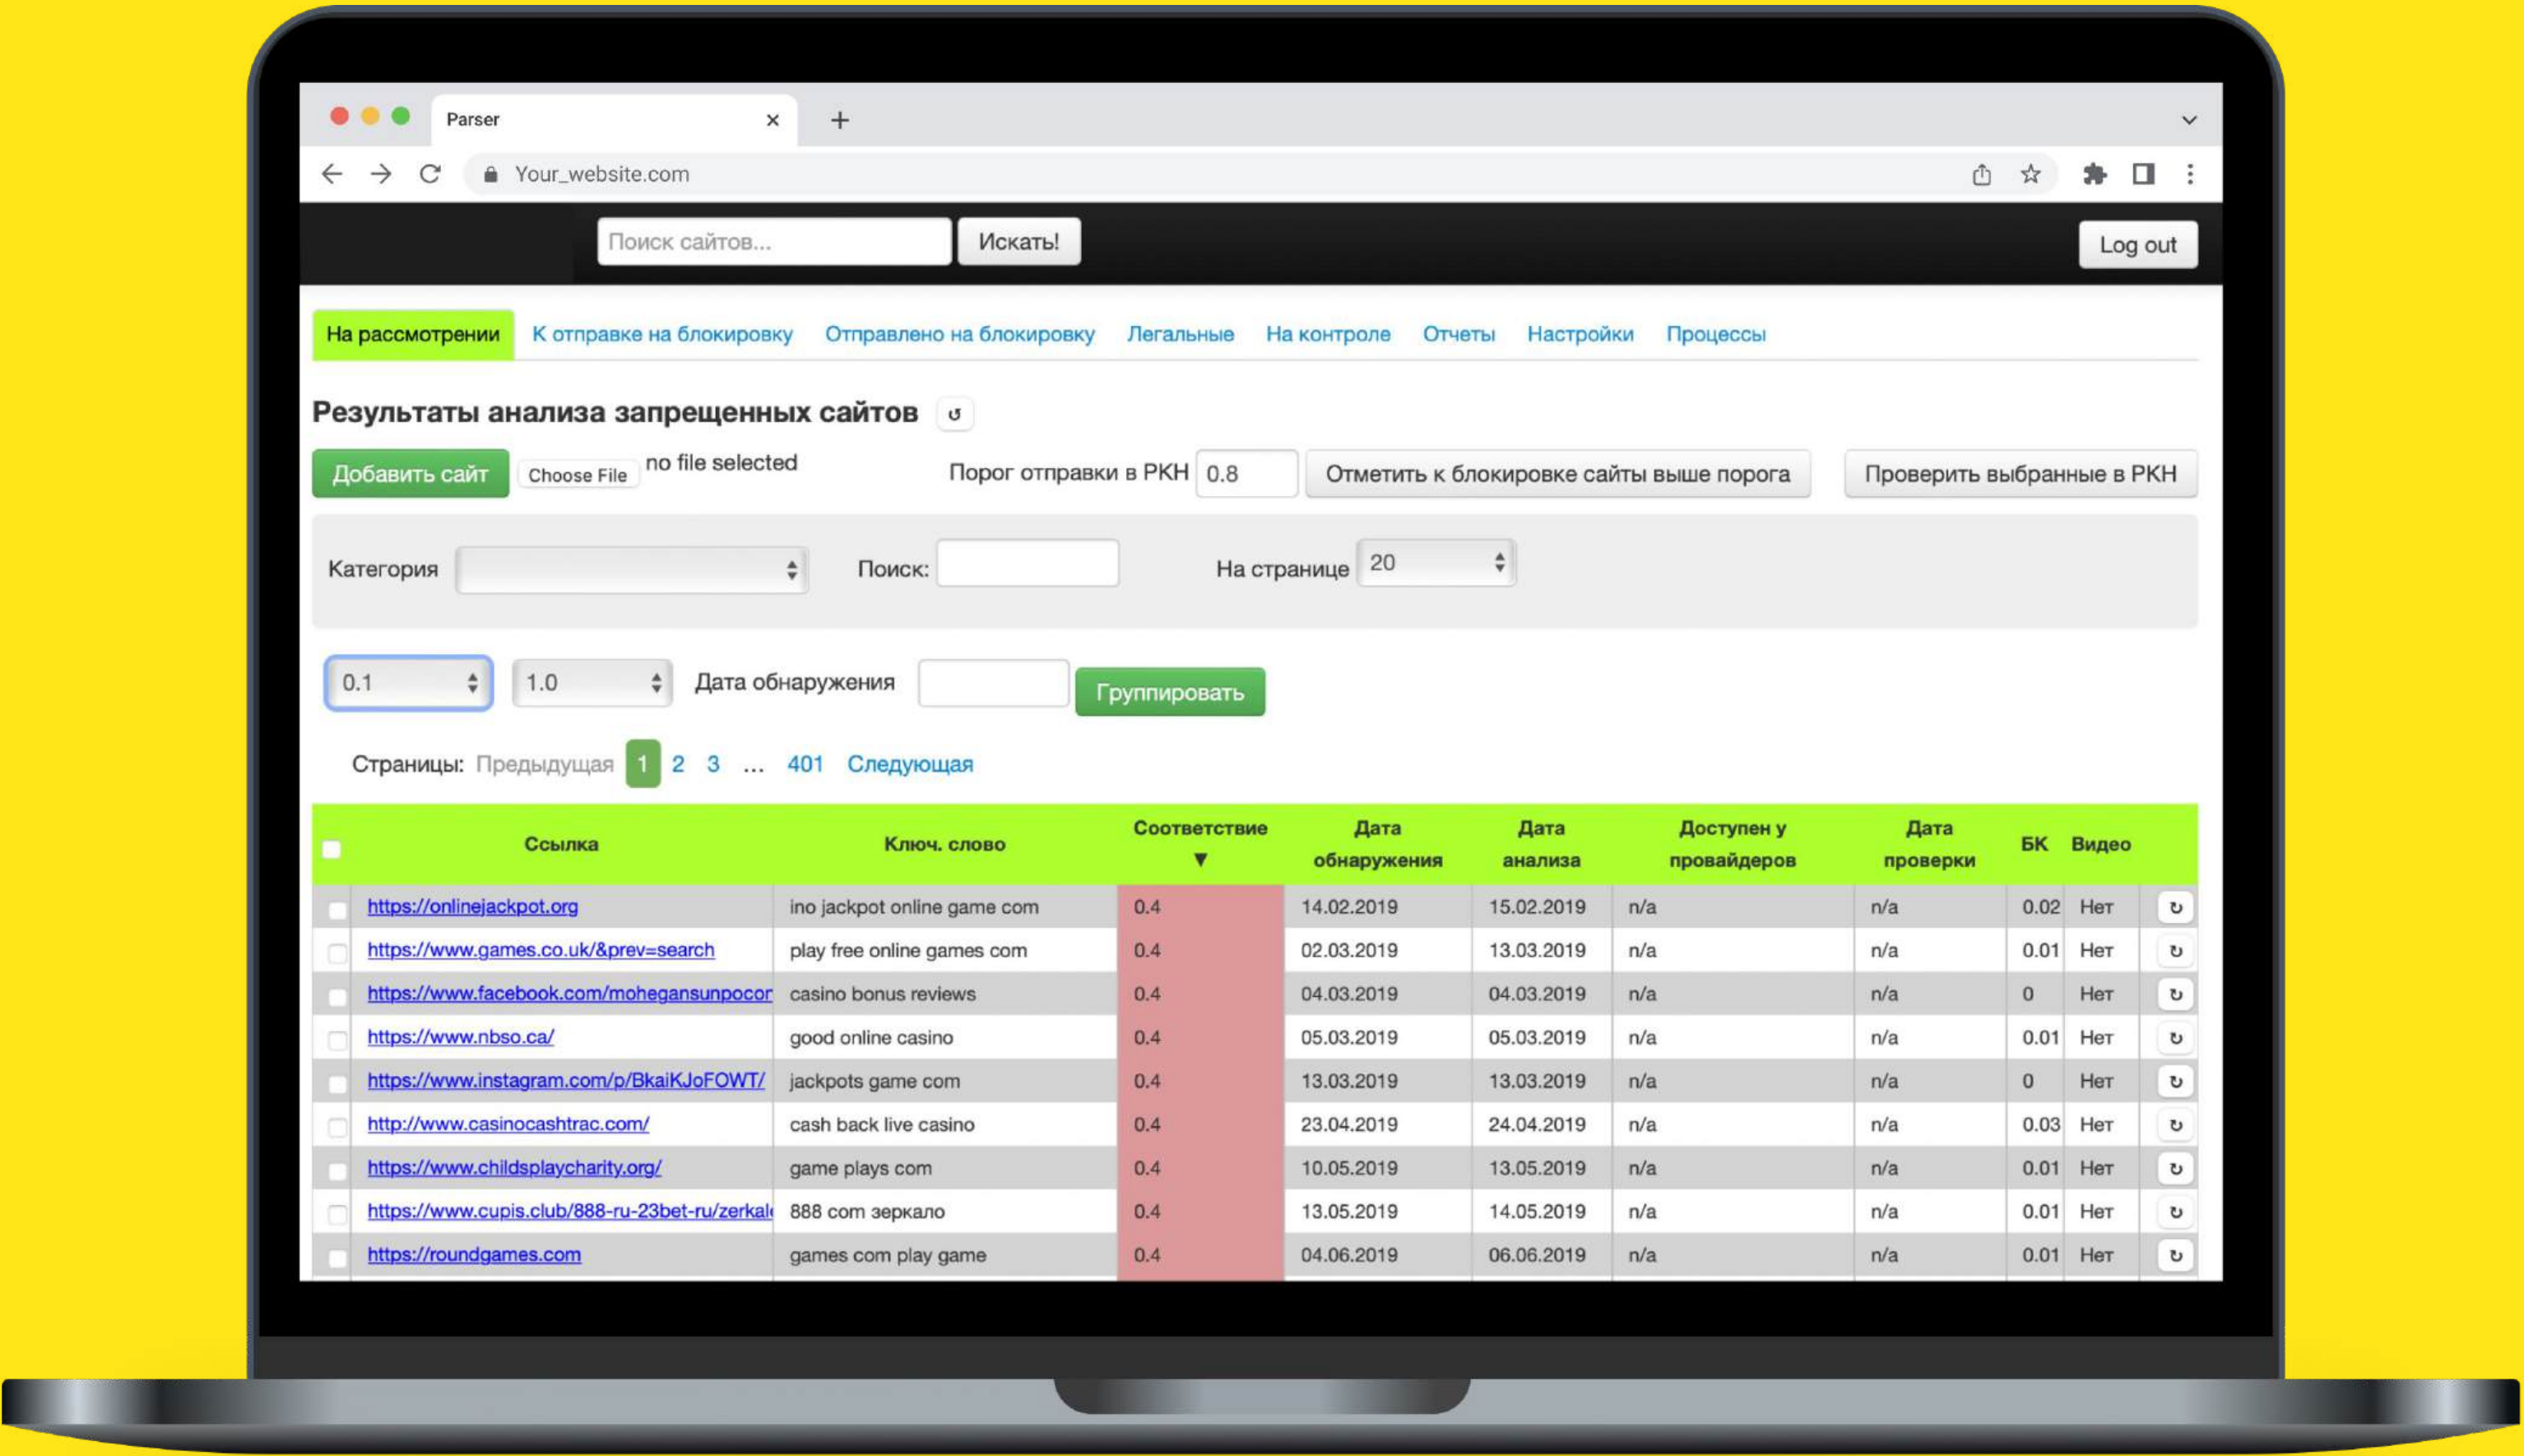 Parser
Your_website.com
Поиск сайтов... Искать! Log out
На рассмотрении К отправке на блокировку Отправлено на блокировку Легальные На контроле Отчеты Настройки Процессы
Результаты анализа запрещенных сайтов
Добавить сайт Choose File no file selected Порог отправки в РКН 0.8 Отметить к блокировке сайты выше порога Проверить выбранные в РКН
Категория Поиск: На странице 20
0.1 1.0 Дата обнаружения Группировать
Страницы: Предыдущая 1 2 3 ... 401 Следующая
Ссылка Ключ. слово Соответствие ▼ Дата обнаружения Дата анализа Доступен у провайдеров Дата проверки БК Видео
https://onlinejackpot.org ino jackpot online game com 0.4 14.02.2019 15.02.2019 n/a n/a 0.02 Нет
https://www.games.co.uk/&prev=search play free online games com 0.4 02.03.2019 13.03.2019 n/a n/a 0.01 Нет
https://www.facebook.com/mohegansunpocor casino bonus reviews 0.4 04.03.2019 04.03.2019 n/a n/a 0 Нет
https://www.nbso.ca/ good online casino 0.4 05.03.2019 05.03.2019 n/a n/a 0.01 Нет
https://www.instagram.com/p/BkaiKJoFOWT/ jackpots game com 0.4 13.03.2019 13.03.2019 n/a n/a 0 Нет
http://www.casinocashtrac.com/ cash back live casino 0.4 23.04.2019 24.04.2019 n/a n/a 0.03 Нет
https://www.childsplaycharity.org/ game plays com 0.4 10.05.2019 13.05.2019 n/a n/a 0.01 Нет
https://www.cupis.club/888-ru-23bet-ru/zerkal 888 com зеркало 0.4 13.05.2019 14.05.2019 n/a n/a 0.01 Нет
https://roundgames.com games com play game 0.4 04.06.2019 06.06.2019 n/a n/a 0.01 Нет